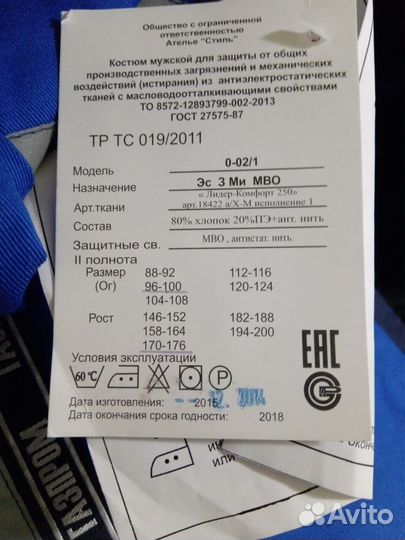 Общество с ограниченной
ответственностью
Ателье "Стиль"
Костюм мужской для защиты от общих
производственных загрязнений и механических
воздействий (истирания) из антиэлектростатических
тканей с масловодоотталкивающими свойствами
ТО 8572-12893799-002-2013
ГОСТ 27575-87
ТР ТС 019/2011
Модель 0-02/1
Назначение Эс З Ми МВО
Арт.ткани « Лидер-Комфорт 250»
арт.18422 а/Х-М исполнение 1
Состав 80% хлопок 20%ПЭ+ант. нить
Защитные св. МВО , антистат. нить.
II полнота
Размер 88-92 112-116
(Ог) 96-100 120-124
104-108
Рост 146-152 182-188
158-164 194-200
170-176
Условия эксплуатации
60°C P
Дата изготовления: 2015
Дата окончания срока годности: 2018
EAC
ГАЗПРОМ
ИЛИ
Avito